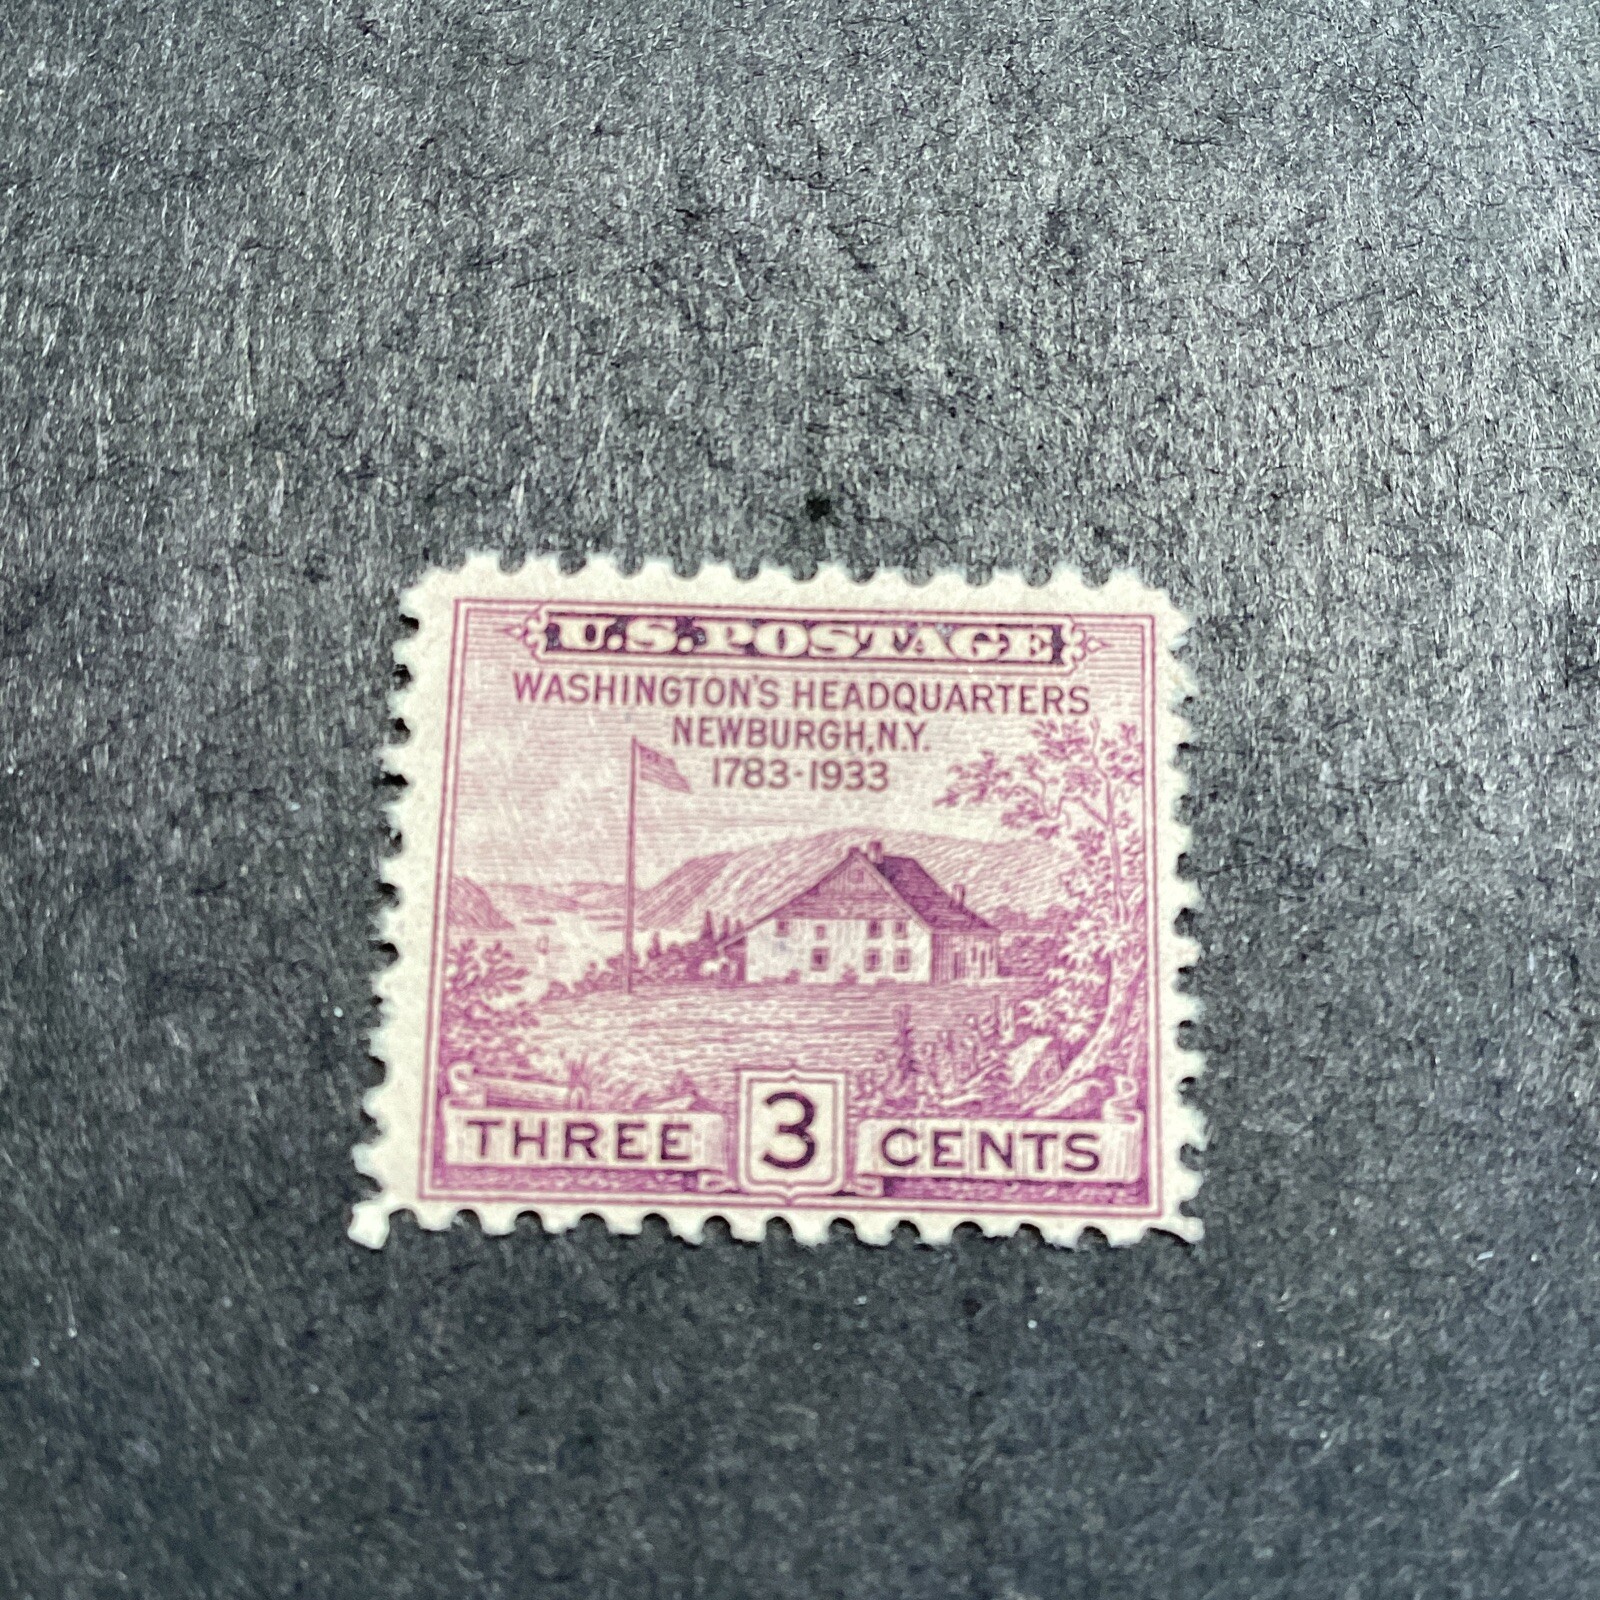 U.S. POSTAGE
WASHINGTON'S HEADQUARTERS
NEWBURGH, N.Y.
1783-1933
THREE 3 CENTS